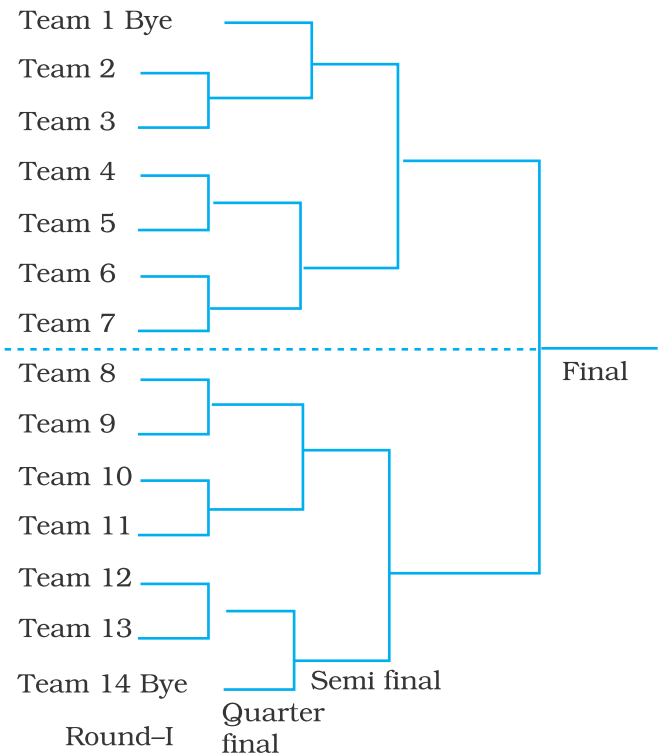 Team 1 Bye
Team 2
Team 3
Team 4
Team 5
Team 6
Team 7
Final
Team 8
Team 9
Team 10
Team 11
Team 12
Team 13
Team 14 Bye
Semi final
Quarter
final
Round–I